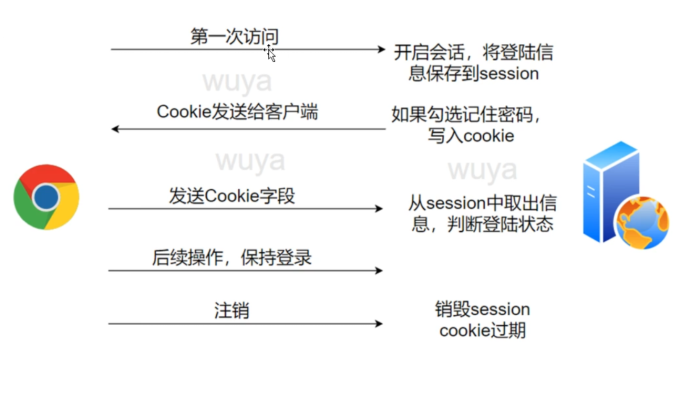 第一次访问
开启会话，将登陆信
息保存到session
wuya
Cookie发送给客户端
如果勾选记住密码，
写入cookie
wuya
wuya
发送Cookie字段
从session中取出信
息，判断登陆状态
后续操作，保持登录
注销
销毁session
cookie过期